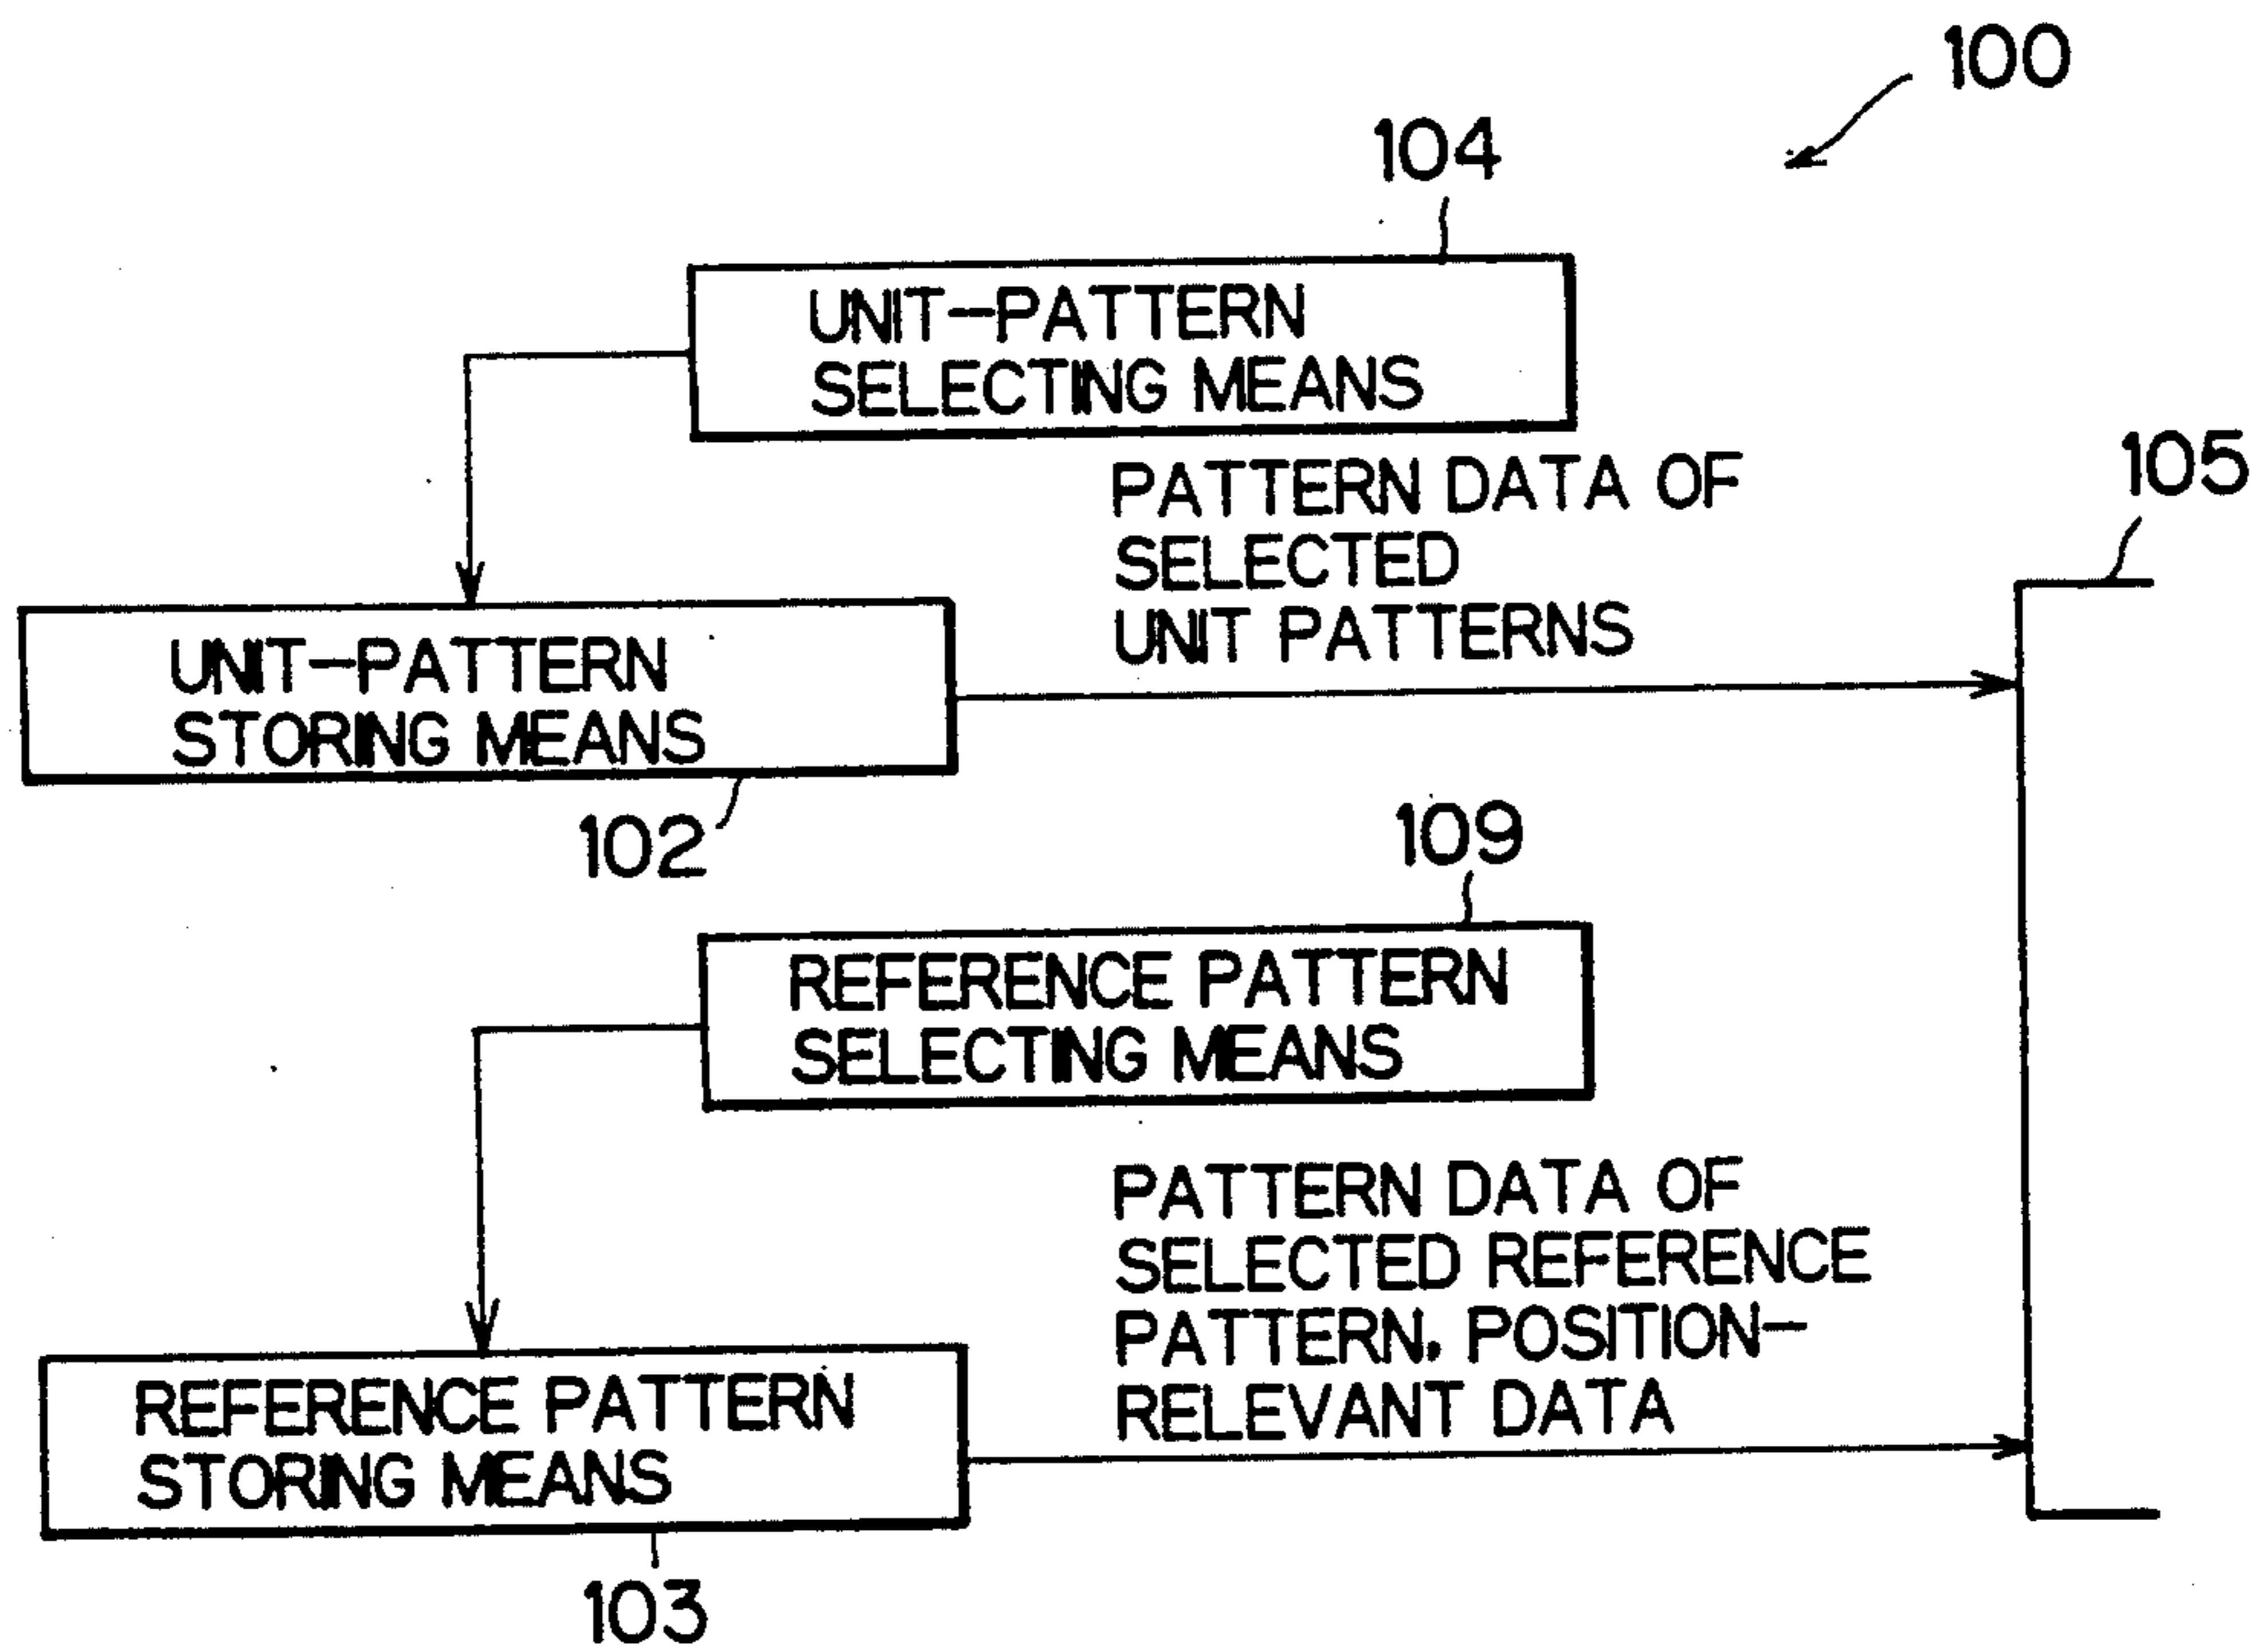 100
104
UNIT-PATTERN
SELECTING MEANS
PATTERN DATA OF
SELECTED
UNIT PATTERNS
105
UNIT-PATTERN
STORING MEANS
102
109
REFERENCE PATTERN
SELECTING MEANS
PATTERN DATA OF
SELECTED REFERENCE
PATTERN, POSITION-
RELEVANT DATA
REFERENCE PATTERN
STORING MEANS
103